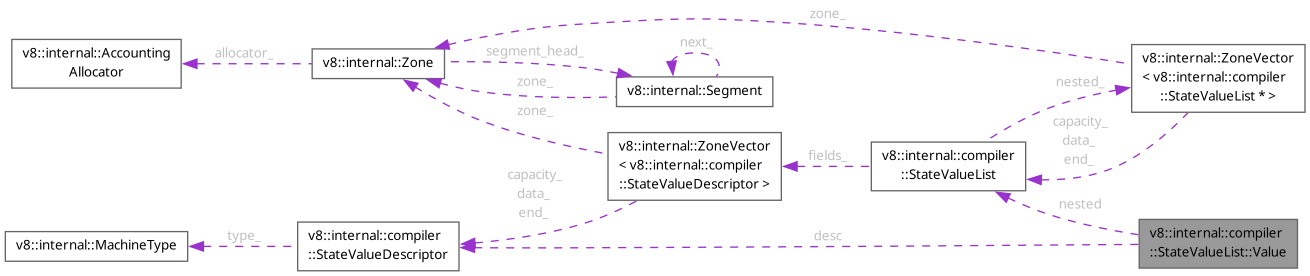 v8::internal::Accounting
Allocator
allocator_
v8::internal::Zone
segment_head_
next_
v8::internal::Segment
zone_
zone_
zone_
v8::internal::ZoneVector
< v8::internal::compiler
::StateValueList * >
nested_
capacity_
data_
end_
v8::internal::ZoneVector
< v8::internal::compiler
::StateValueDescriptor >
fields_
v8::internal::compiler
::StateValueList
capacity_
data_
end_
nested
v8::internal::MachineType
type_
v8::internal::compiler
::StateValueDescriptor
desc
v8::internal::compiler
::StateValueList::Value